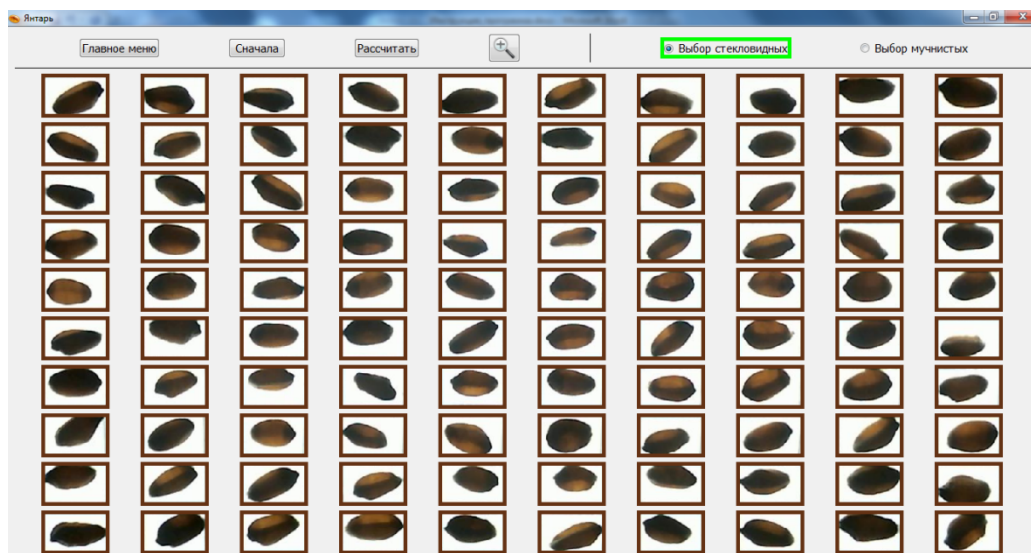 Янтарь
Главное меню Сначала Рассчитать Выбор стекловидных Выбор мучнистых